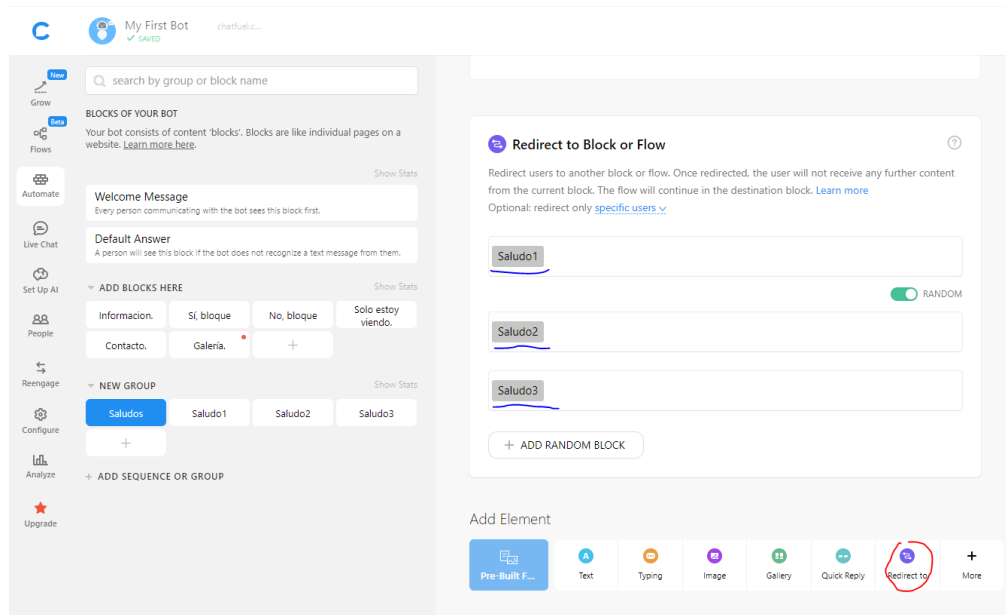 My First Bot
SAVED
chatfuel.c...
New
Grow
Beta
Flows
Automate
Live Chat
Set Up AI
People
Reengage
Configure
Analyze
Upgrade
search by group or block name
BLOCKS OF YOUR BOT
Your bot consists of content 'blocks'. Blocks are like individual pages on a
website. Learn more here.
Show Stats
Welcome Message
Every person communicating with the bot sees this block first.
Default Answer
A person will see this block if the bot does not recognize a text message from them.
ADD BLOCKS HERE
Show Stats
Informacion.
Sí, bloque
No, bloque
Solo estoy
viendo.
Contacto.
Galería.
NEW GROUP
Show Stats
Saludos
Saludo1
Saludo2
Saludo3
+ ADD SEQUENCE OR GROUP
Redirect to Block or Flow
Redirect users to another block or flow. Once redirected, the user will not receive any further content
from the current block. The flow will continue in the destination block. Learn more
Optional: redirect only specific users
Saludo1
RANDOM
Saludo2
Saludo3
+ ADD RANDOM BLOCK
Add Element
Pre-Built F...
Text
Typing
Image
Gallery
Quick Reply
Redirect to
More